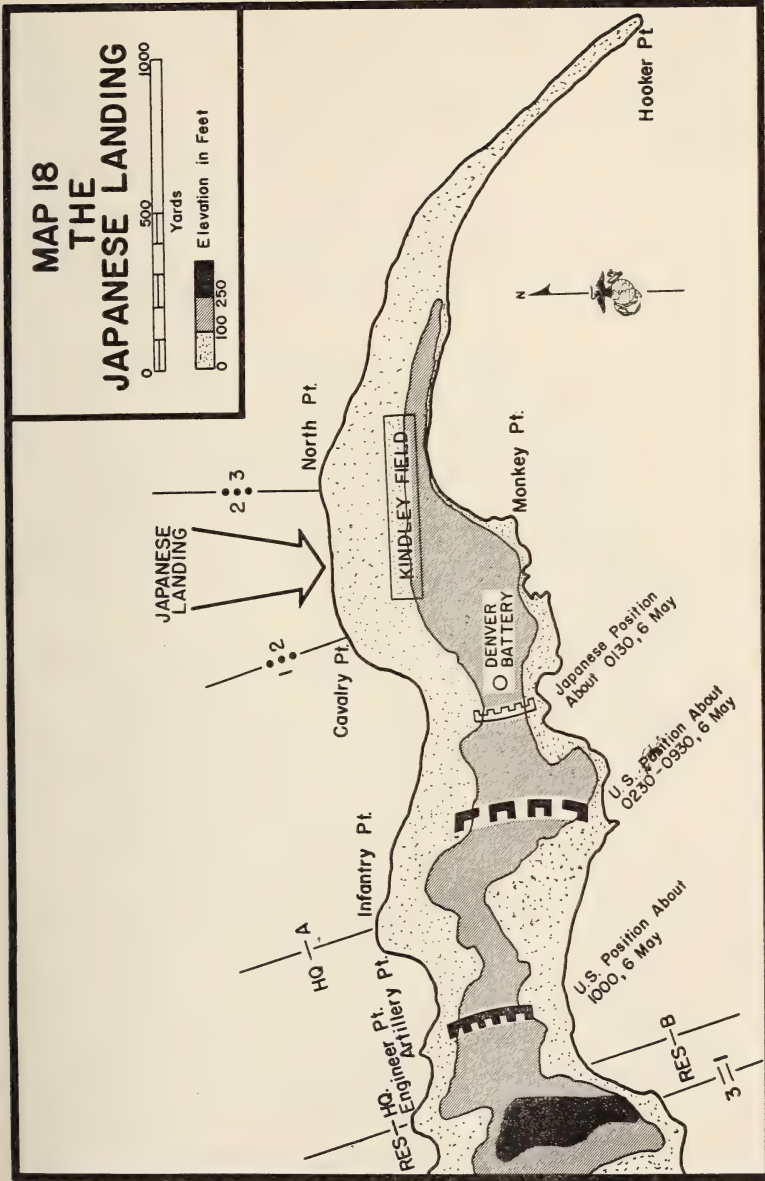 MAP 18
THE
JAPANESE LANDING
0 500 1000
Yards
0 100 250 Elevation in Feet
Hooker Pt
N
North Pt.
2 3
JAPANESE
LANDING
KINDLEY FIELD
Monkey Pt.
1 2
Cavalry Pt.
DENVER
BATTERY
Japanese Position
About 0130, 6 May
U.S. Position About
0230-0930, 6 May
Infantry Pt.
HQ A
U.S. Position About
1000, 6 May
Artillery Pt.
Engineer Pt.
RES HQ
RES B
3 1